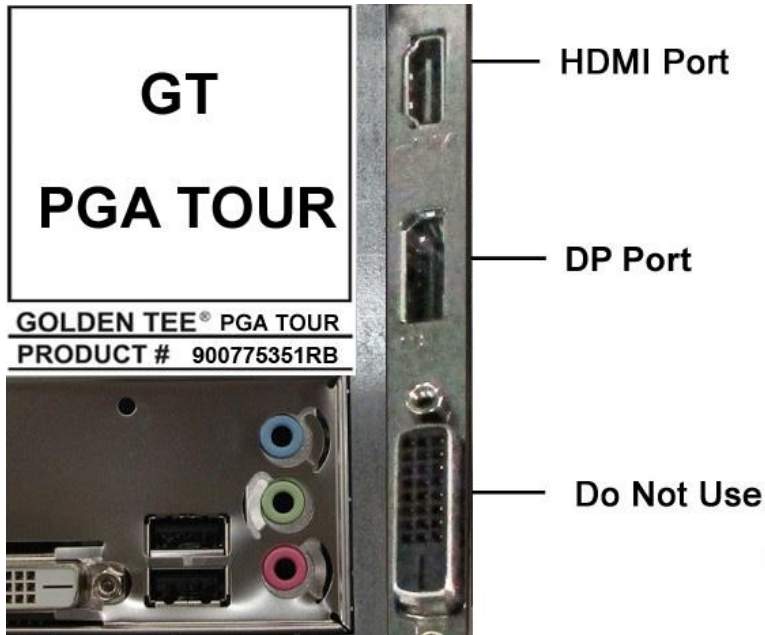 GT
PGA TOUR
GOLDEN TEE® PGA TOUR
PRODUCT # 900775351RB
HDMI Port
DP Port
Do Not Use